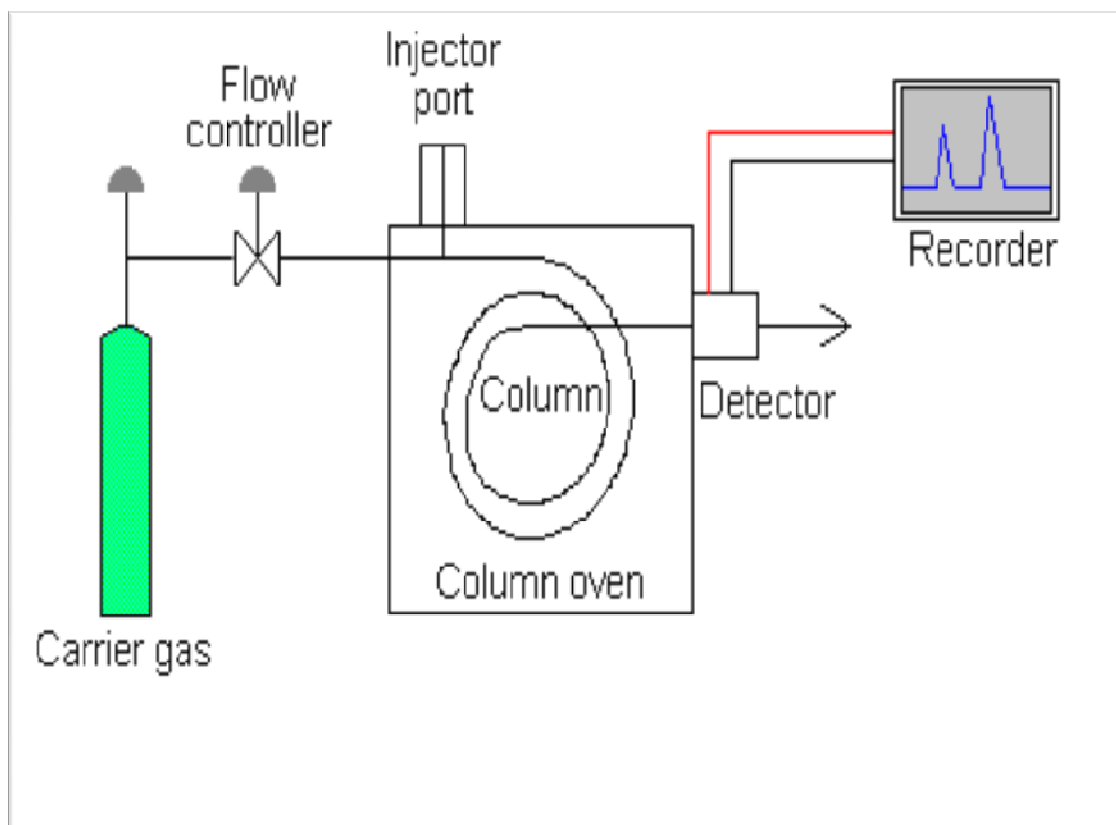 Injector
port
Flow
controller
Recorder
Column
Detector
Column oven
Carrier gas